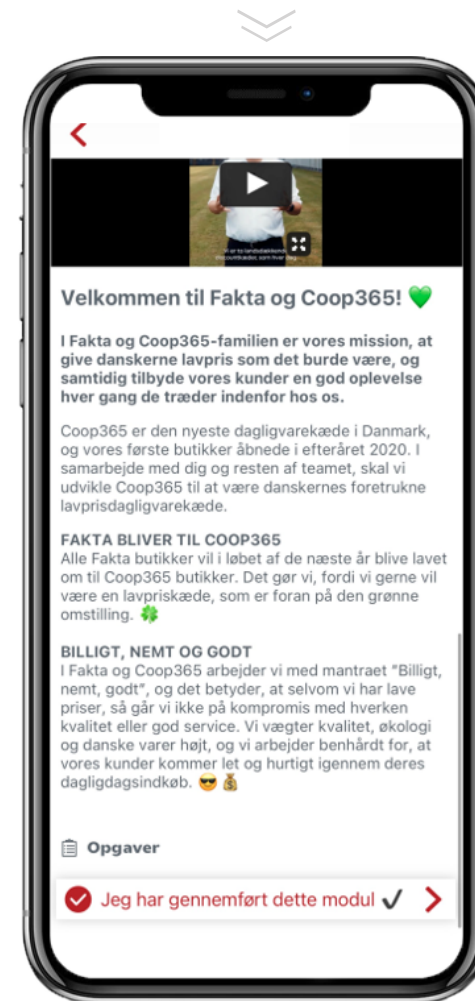 Vi er to landsdækkende
discountkæder, som hver dag
Velkommen til Fakta og Coop365! 💚
I Fakta og Coop365-familien er vores mission, at
give danskerne lavpris som det burde være, og
samtidig tilbyde vores kunder en god oplevelse
hver gang de træder indenfor hos os.
Coop365 er den nyeste dagligvarekæde i Danmark,
og vores første butikker åbnede i efteråret 2020. I
samarbejde med dig og resten af teamet, skal vi
udvikle Coop365 til at være danskernes foretrukne
lavprisdagligvarekæde.
FAKTA BLIVER TIL COOP365
Alle Fakta butikker vil i løbet af de næste år blive lavet
om til Coop365 butikker. Det gør vi, fordi vi gerne vil
være en lavpriskæde, som er foran på den grønne
omstilling. 🍀
BILLIGT, NEMT OG GODT
I Fakta og Coop365 arbejder vi med mantraet "Billigt,
nemt, godt", og det betyder, at selvom vi har lave
priser, så går vi ikke på kompromis med hverken
kvalitet eller god service. Vi vægter kvalitet, økologi
og danske varer højt, og vi arbejder benhårdt for, at
vores kunder kommer let og hurtigt igennem deres
dagligdagsindkøb. 😎 💰
Opgaver
Jeg har gennemført dette modul ✔